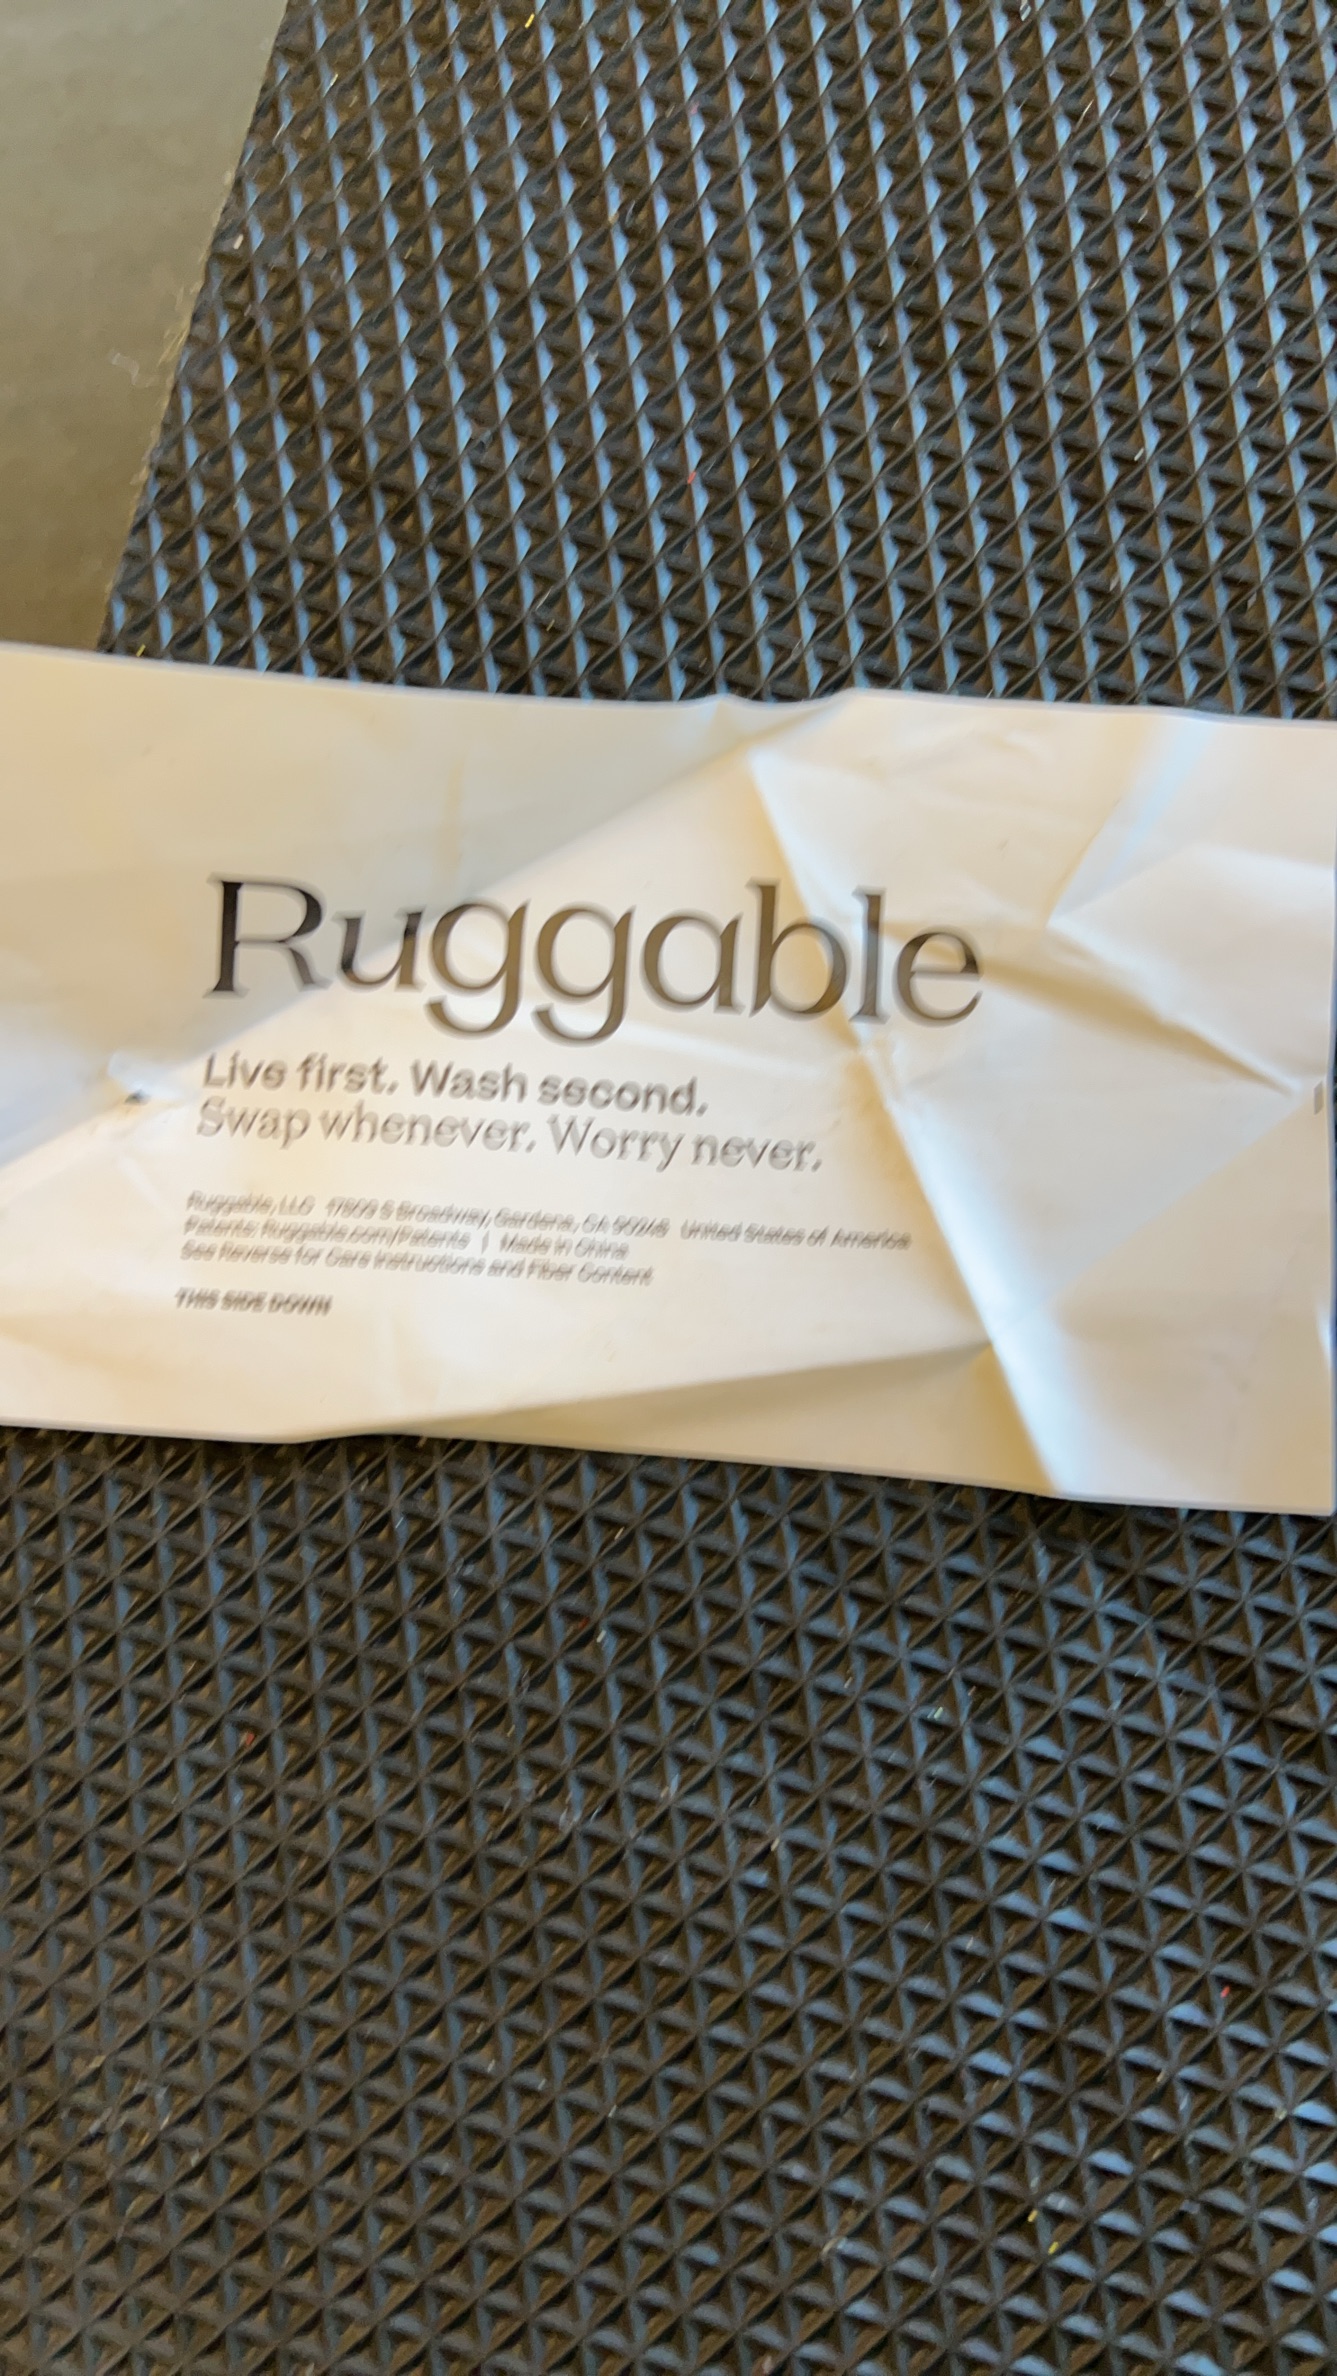 Ruggable
Live first. Wash second.
Swap whenever. Worry never.
Ruggable, LLC 17809 S Broadway, Gardena, CA 90248 United States of America
Patents: Ruggable.com/Patents | Made in China
See Reverse for Care Instructions and Fiber Content
THIS SIDE DOWN